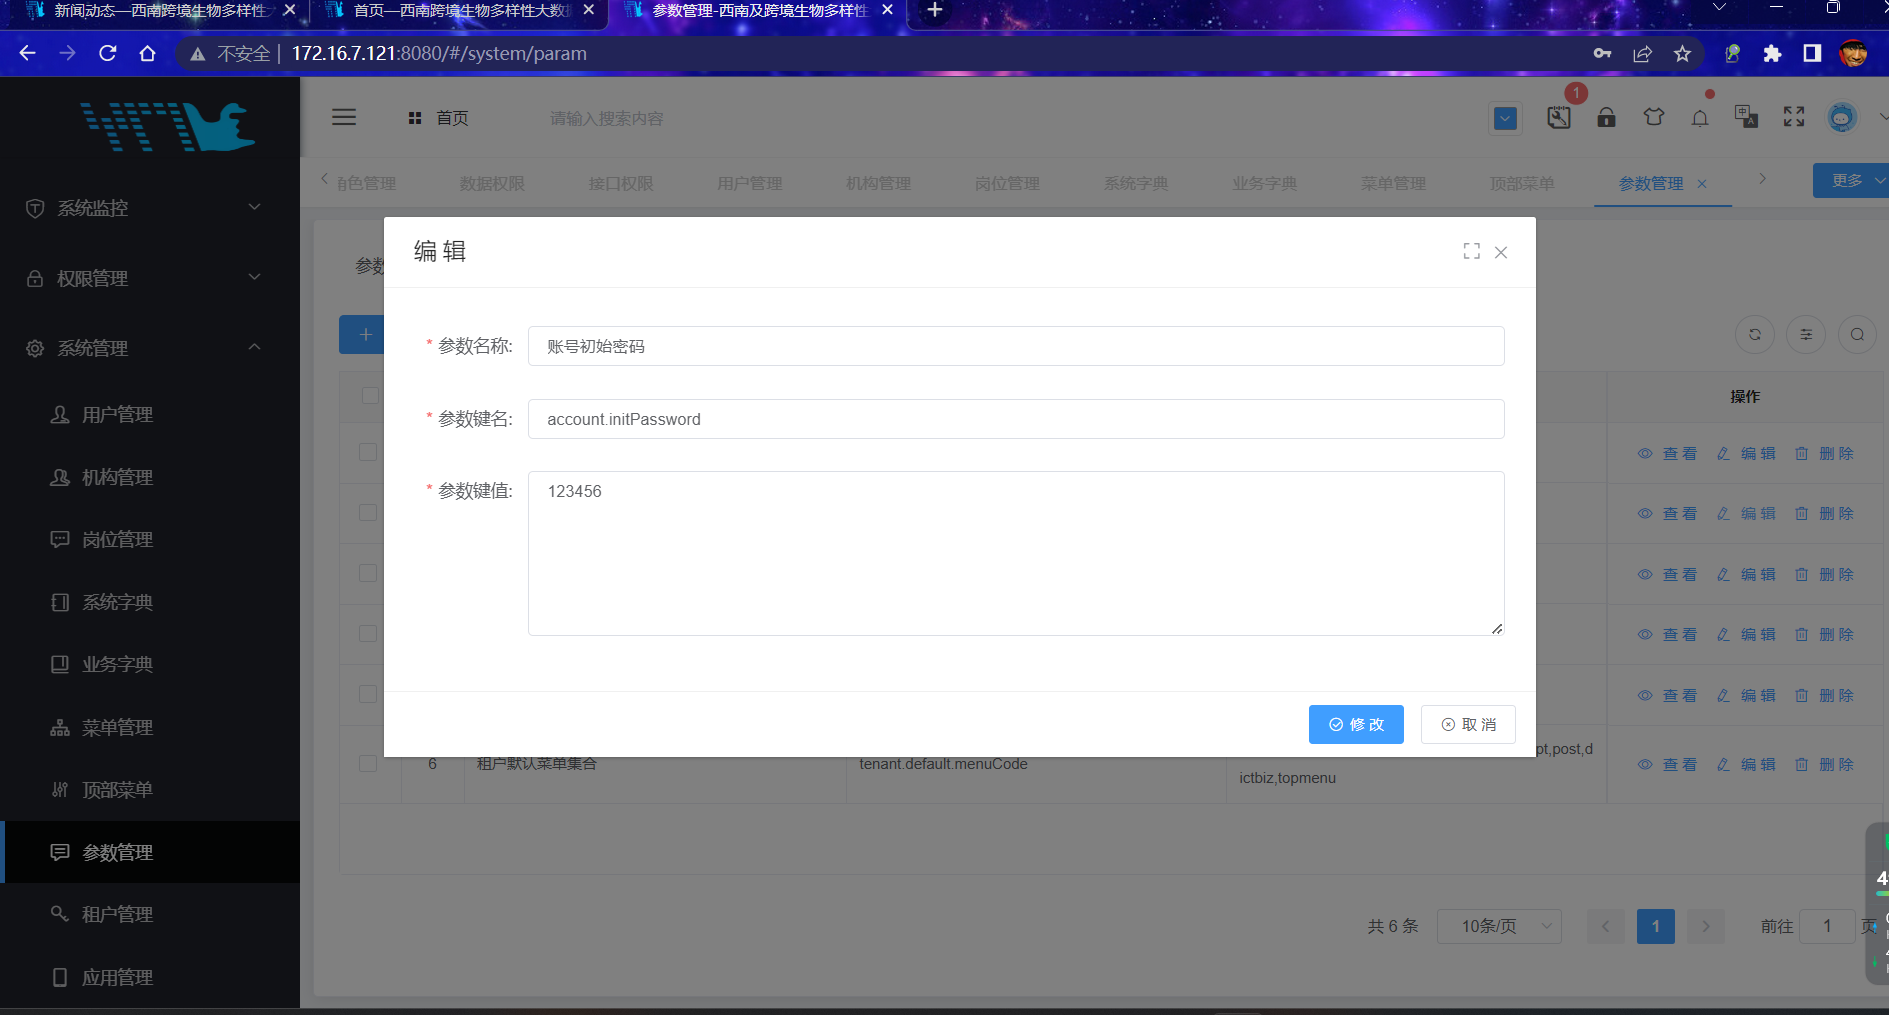 新闻动态—西南跨境生物多样性
首页—西南跨境生物多样性大数
参数管理-西南及跨境生物多样性
不安全 | 172.16.7.121:8080/#/system/param
首页
请输入搜索内容
1
角色管理
数据权限
接口权限
用户管理
机构管理
岗位管理
系统字典
业务字典
菜单管理
顶部菜单
参数管理
更多
系统监控
权限管理
系统管理
用户管理
机构管理
岗位管理
系统字典
业务字典
菜单管理
顶部菜单
参数管理
租户管理
应用管理
参数
编 辑
* 参数名称: 账号初始密码
* 参数键名: account.initPassword
* 参数键值: 123456
修 改
取 消
操作
查 看 编 辑 删 除
查 看 编 辑 删 除
查 看 编 辑 删 除
查 看 编 辑 删 除
查 看 编 辑 删 除
6 租户默认菜单集合 tenant.default.menuCode
pt,post,d
ictbiz,topmenu
查 看 编 辑 删 除
共 6 条 10条/页 1 前往 1 页